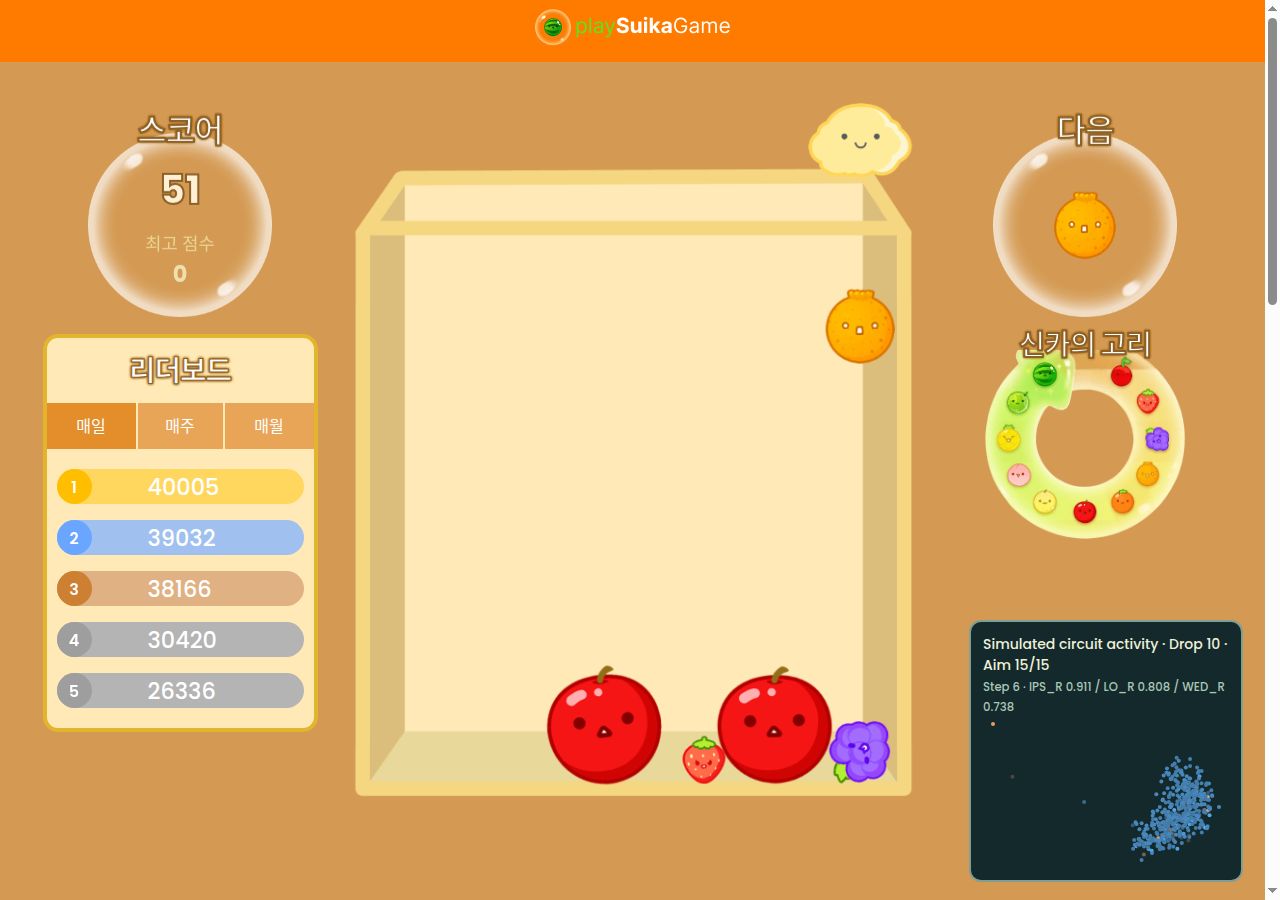 playSuikaGame
스코어
51
최고 점수
0
리더보드
매일 매주 매월
1 40005
2 39032
3 38166
4 30420
5 26336
다음
신카의 고리
Simulated circuit activity · Drop 10 ·
Aim 15/15
Step 6 · IPS_R 0.911 / LO_R 0.808 / WED_R
0.738